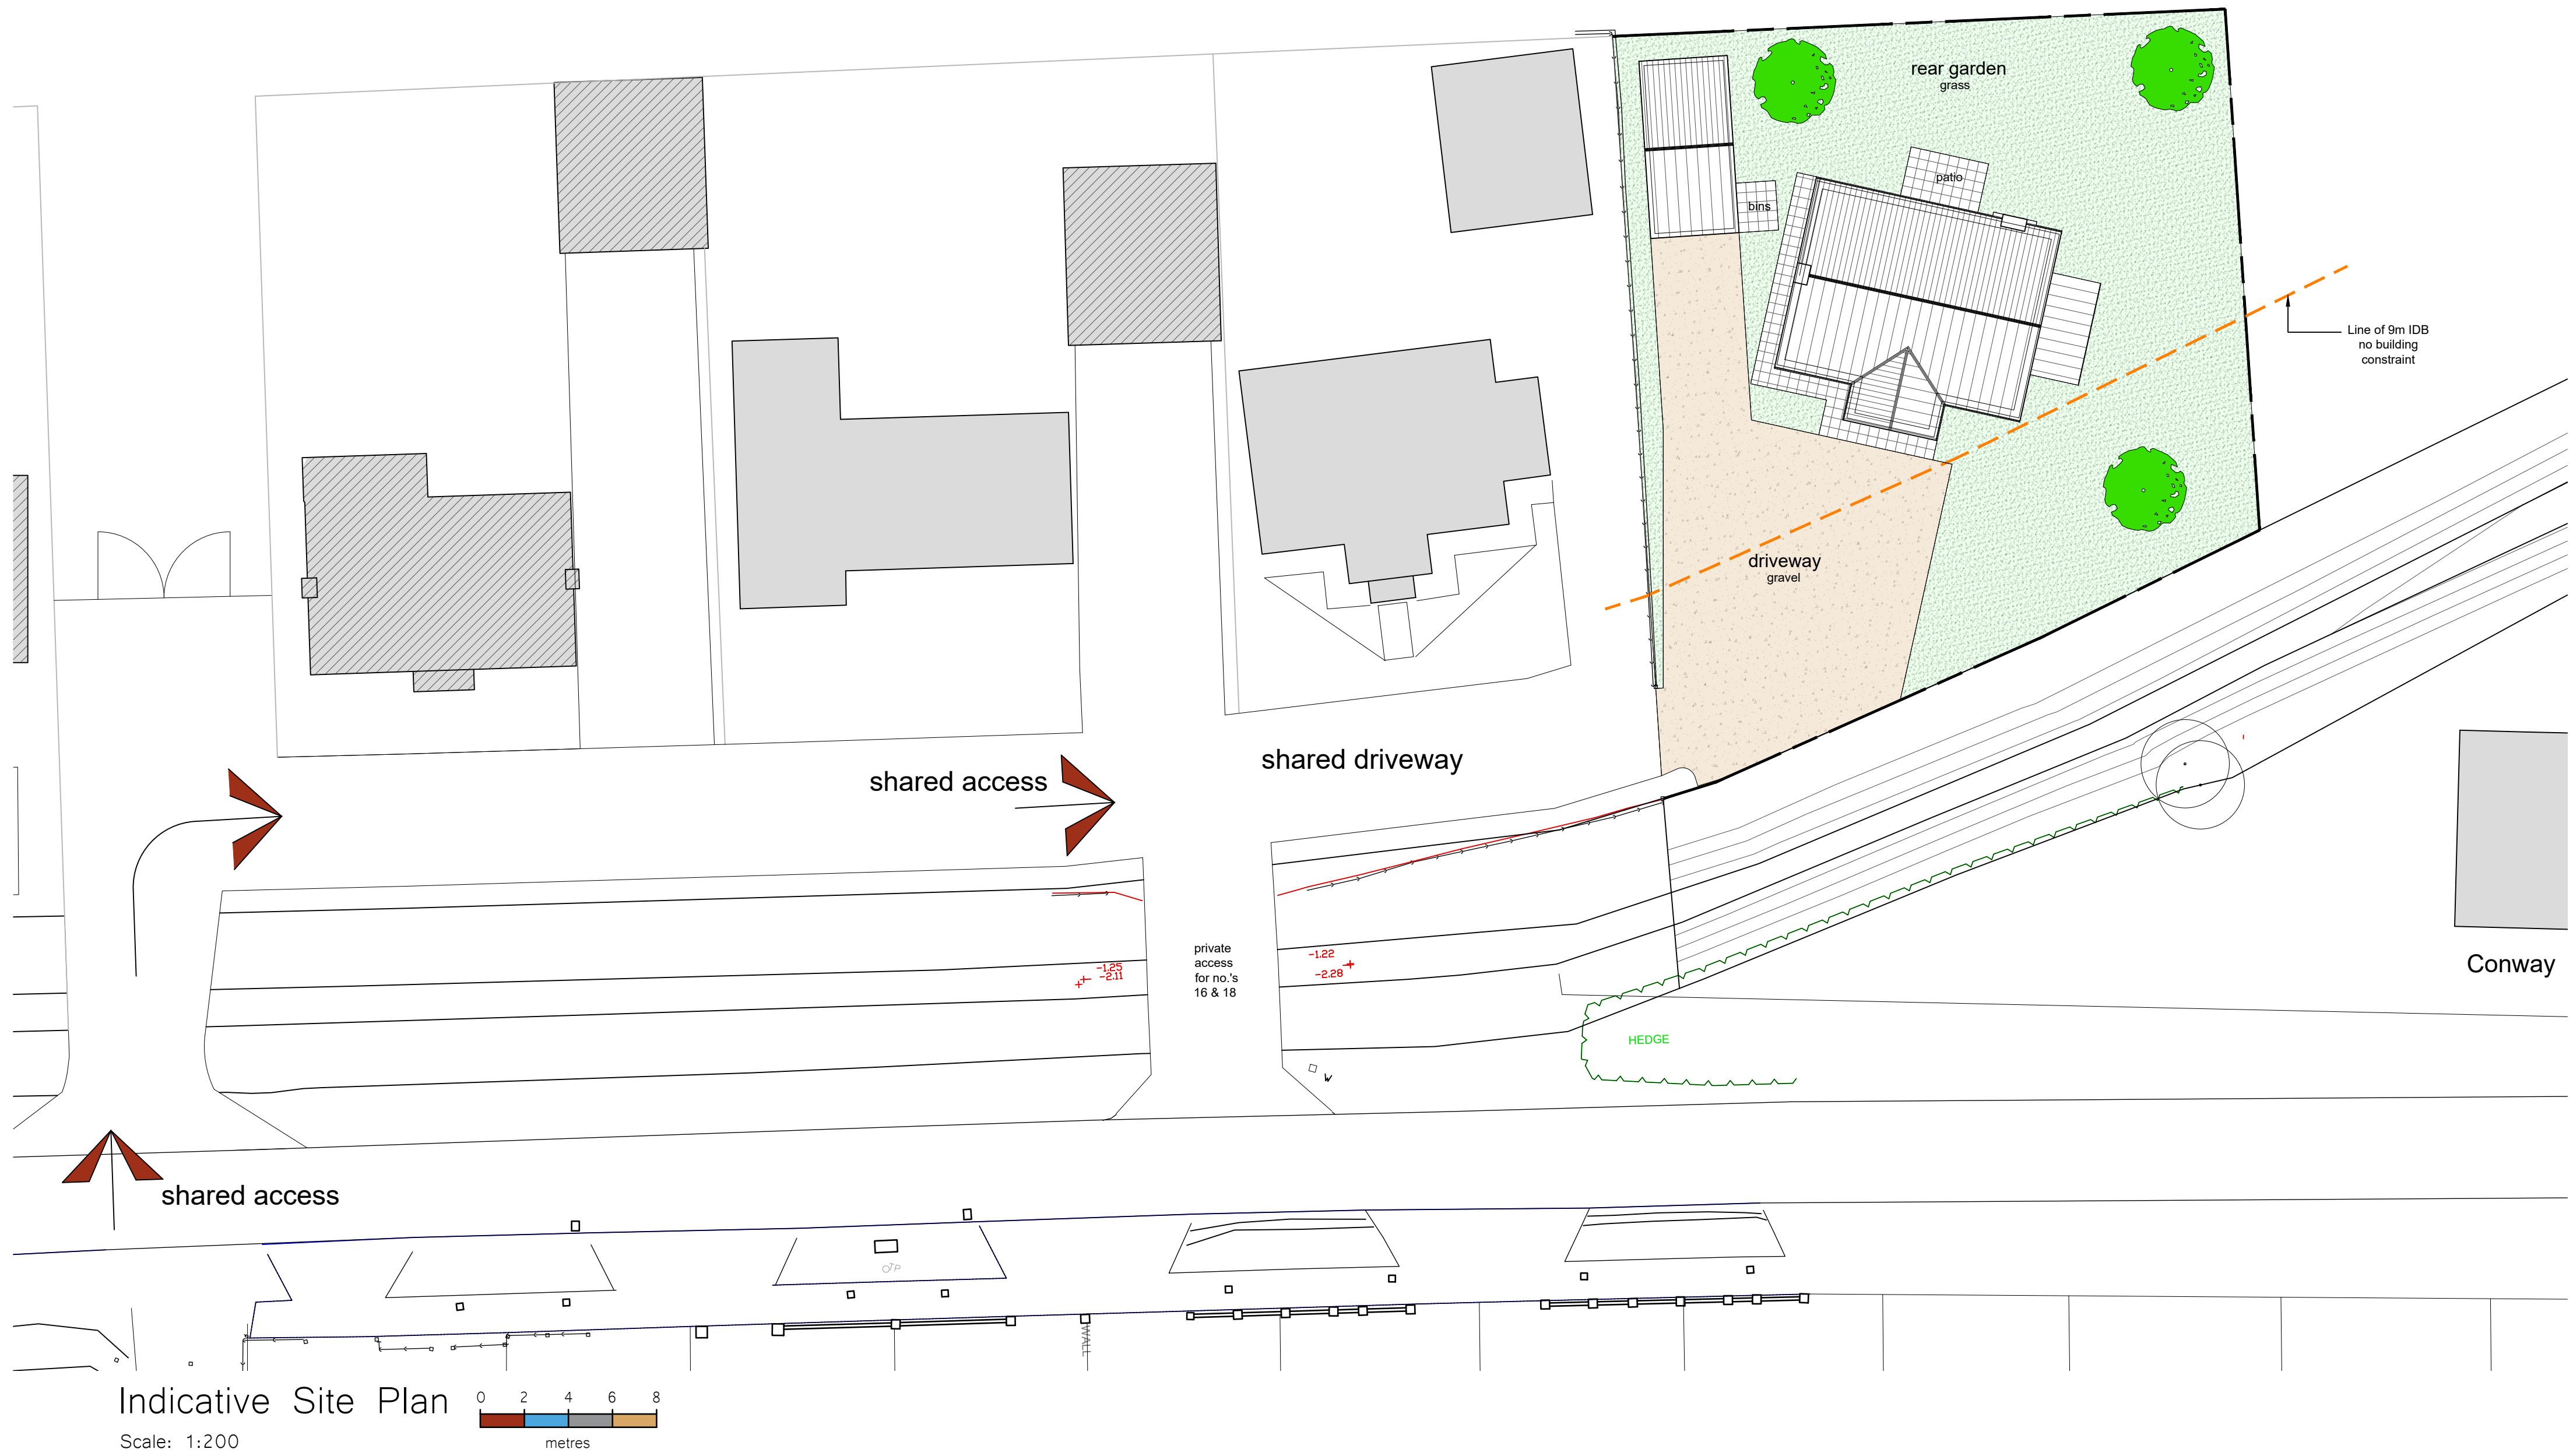 rear garden
grass
patio
bins
Line of 9m IDB
no building
constraint
driveway
gravel
shared driveway
shared access
private
access
for no.'s
16 & 18
-1.25
-2.11
-1.22
-2.28
Conway
HEDGE
W
shared access
OTP
WALL
Indicative Site Plan
0 2 4 6 8
Scale: 1:200
metres